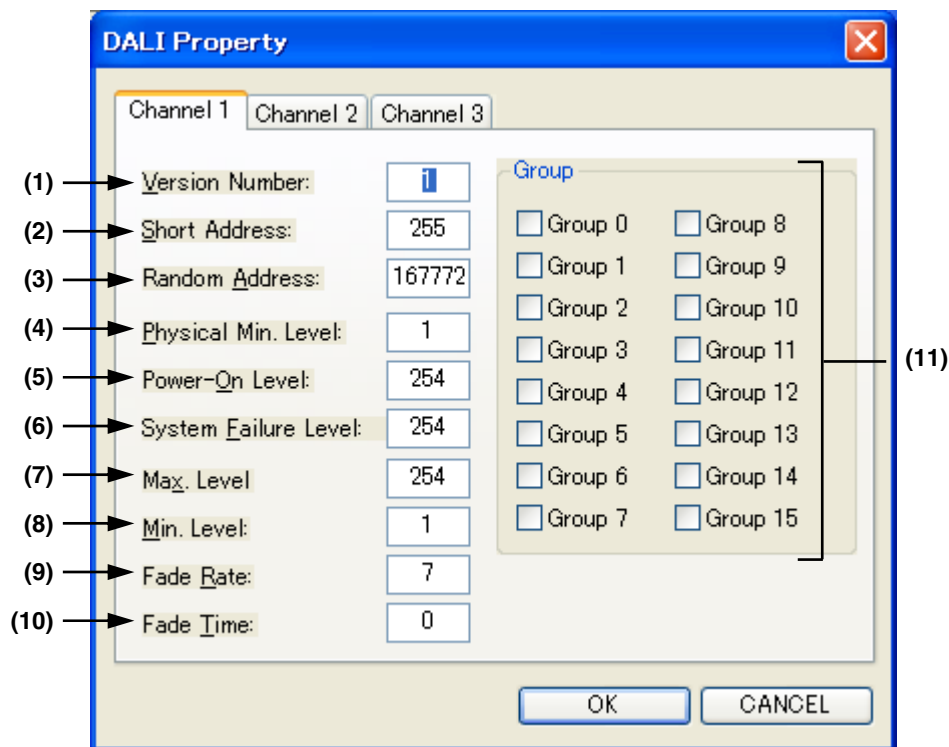 DALI Property
Channel 1 Channel 2 Channel 3
(1) Version Number: 1
(2) Short Address: 255
(3) Random Address: 167772
(4) Physical Min. Level: 1
(5) Power-On Level: 254
(6) System Failure Level: 254
(7) Max. Level 254
(8) Min. Level: 1
(9) Fade Rate: 7
(10) Fade Time: 0
Group
Group 0 Group 8
Group 1 Group 9
Group 2 Group 10
Group 3 Group 11
Group 4 Group 12
Group 5 Group 13
Group 6 Group 14
Group 7 Group 15
(11)
OK CANCEL